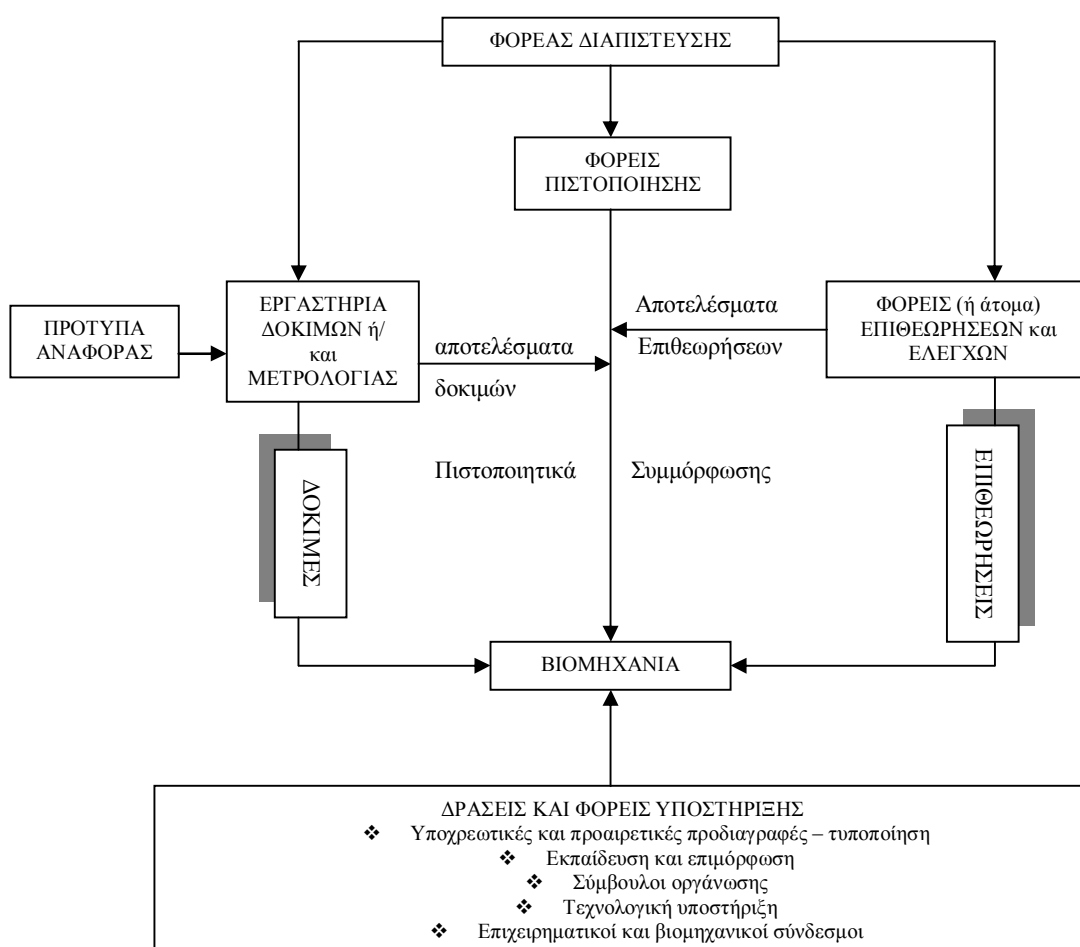 ΦΟΡΕΑΣ ΔΙΑΠΙΣΤΕΥΣΗΣ
ΦΟΡΕΙΣ
ΠΙΣΤΟΠΟΙΗΣΗΣ
ΠΡΟΤΥΠΑ
ΑΝΑΦΟΡΑΣ
ΕΡΓΑΣΤΗΡΙΑ
ΔΟΚΙΜΩΝ ή/
και
ΜΕΤΡΟΛΟΓΙΑΣ
αποτελέσματα
δοκιμών
Αποτελέσματα
Επιθεωρήσεων
ΦΟΡΕΙΣ (ή άτομα)
ΕΠΙΘΕΩΡΗΣΕΩΝ και
ΕΛΕΓΧΩΝ
ΔΟΚΙΜΕΣ
Πιστοποιητικά Συμμόρφωσης
ΕΠΙΘΕΩΡΗΣΕΙΣ
ΒΙΟΜΗΧΑΝΙΑ
ΔΡΑΣΕΙΣ ΚΑΙ ΦΟΡΕΙΣ ΥΠΟΣΤΗΡΙΞΗΣ
❖ Υποχρεωτικές και προαιρετικές προδιαγραφές – τυποποίηση
❖ Εκπαίδευση και επιμόρφωση
❖ Σύμβουλοι οργάνωσης
❖ Τεχνολογική υποστήριξη
❖ Επιχειρηματικοί και βιομηχανικοί σύνδεσμοι